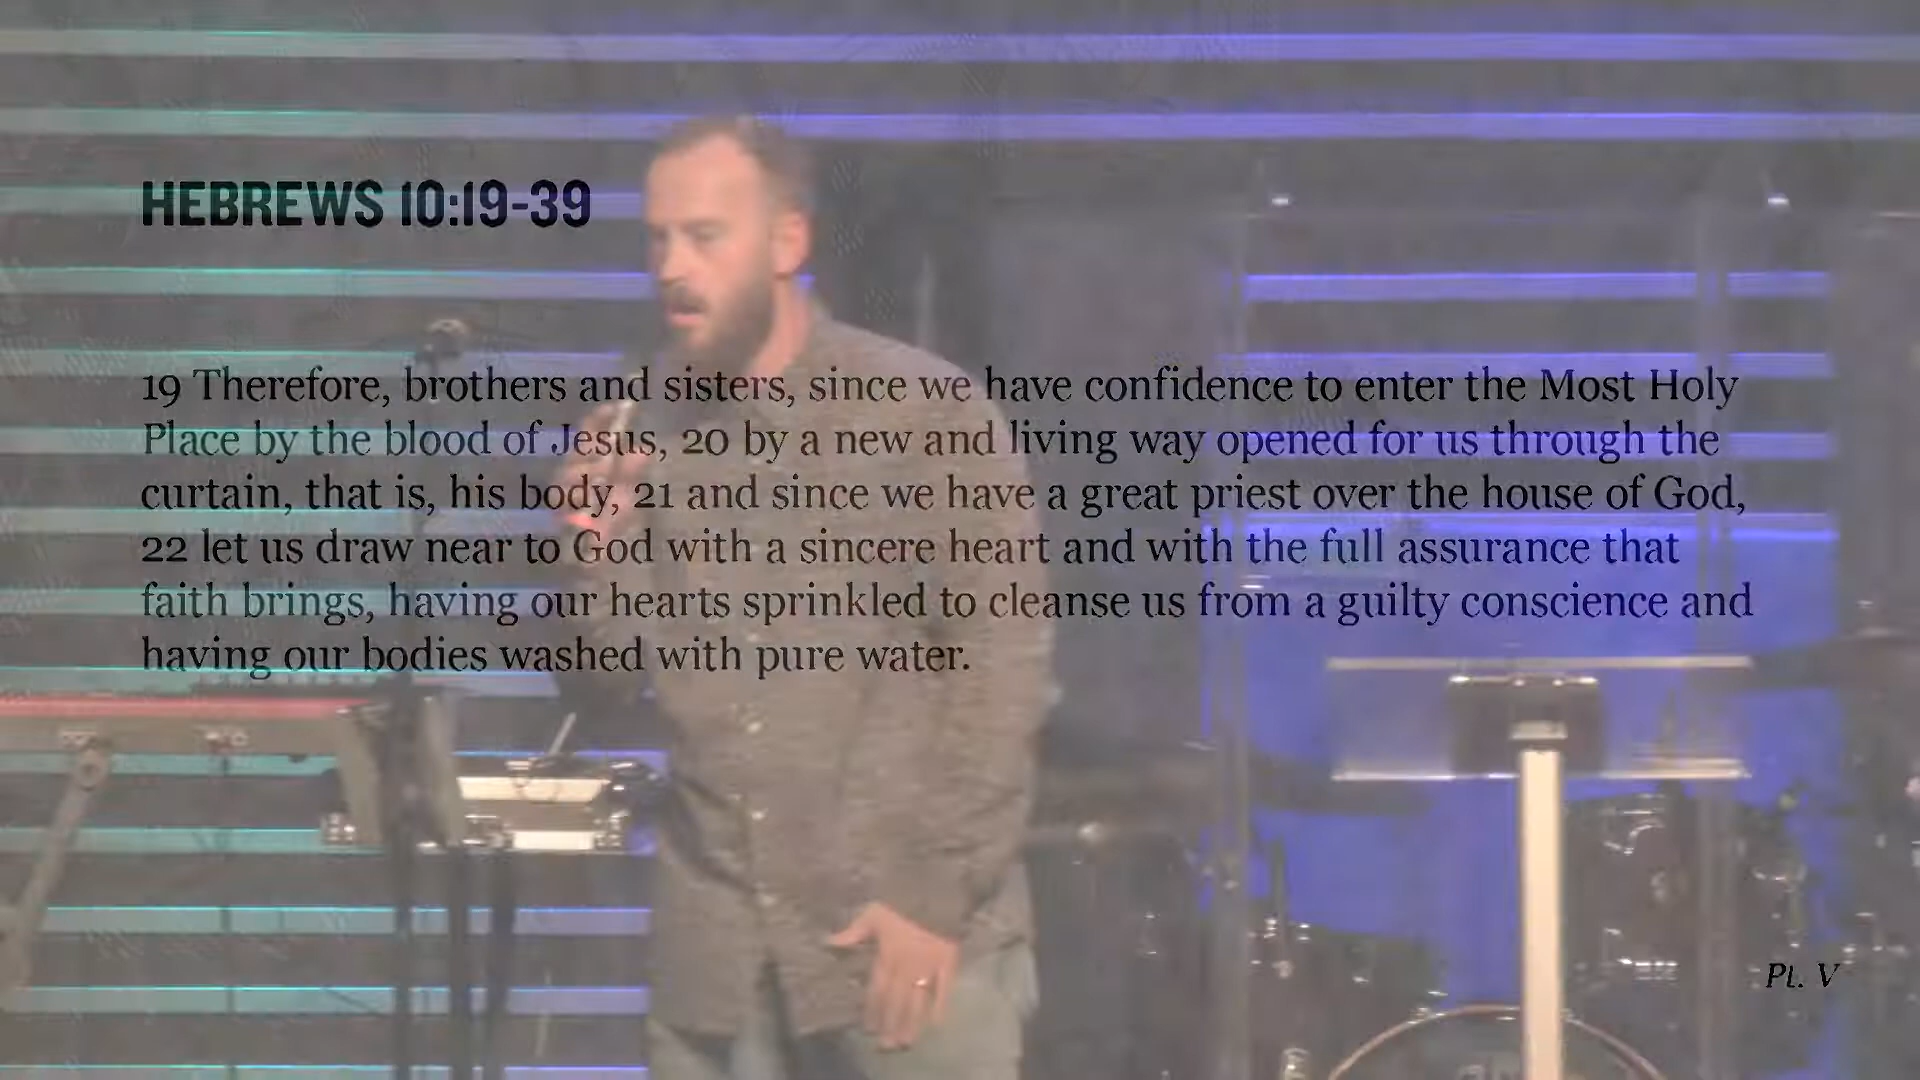 HEBREWS 10:19-39
19 Therefore, brothers and sisters, since we have confidence to enter the Most Holy
Place by the blood of Jesus, 20 by a new and living way opened for us through the
curtain, that is, his body, 21 and since we have a great priest over the house of God,
22 let us draw near to God with a sincere heart and with the full assurance that
faith brings, having our hearts sprinkled to cleanse us from a guilty conscience and
having our bodies washed with pure water.
Pt. V